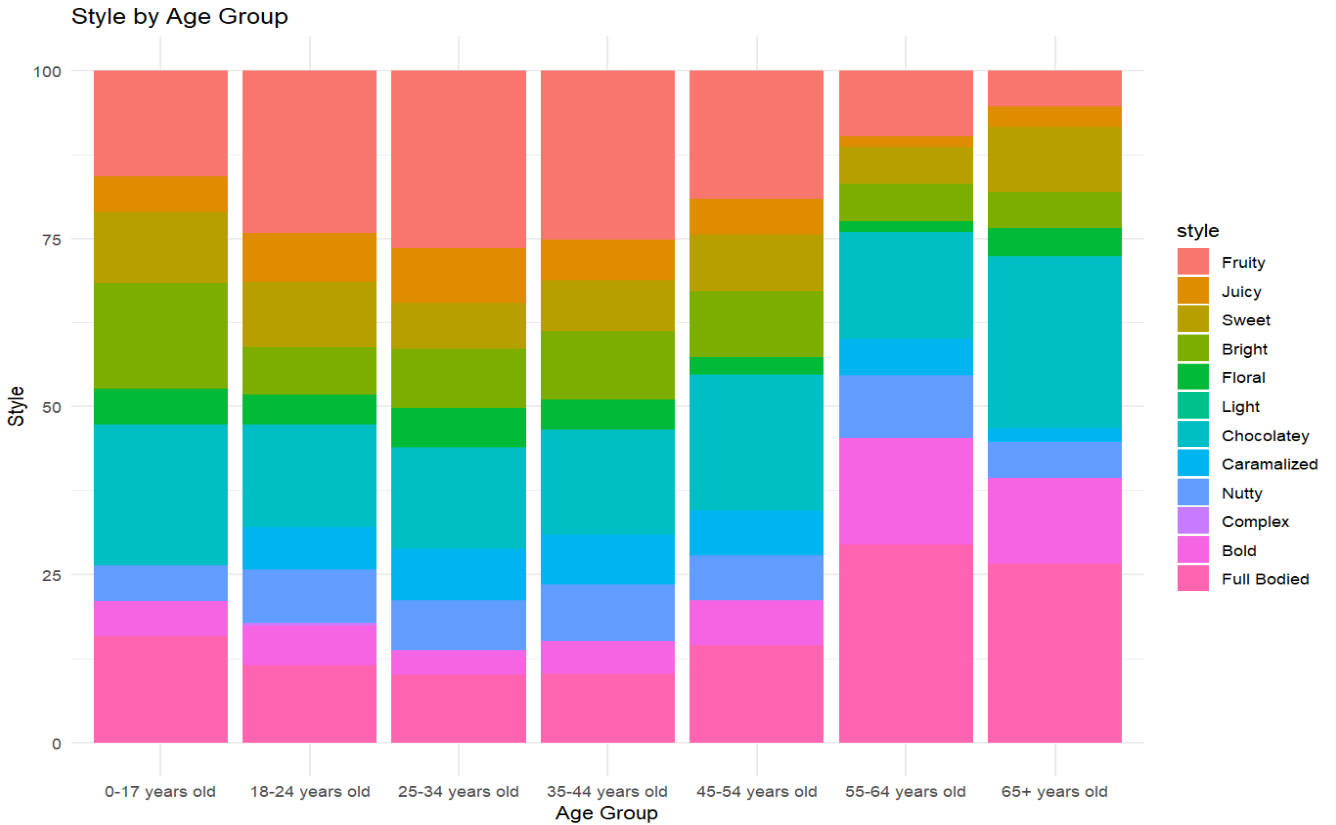 Style by Age Group
100
75
50
25
0
Style
0-17 years old 18-24 years old 25-34 years old 35-44 years old 45-54 years old 55-64 years old 65+ years old
Age Group
style
Fruity
Juicy
Sweet
Bright
Floral
Light
Chocolatey
Caramalized
Nutty
Complex
Bold
Full Bodied